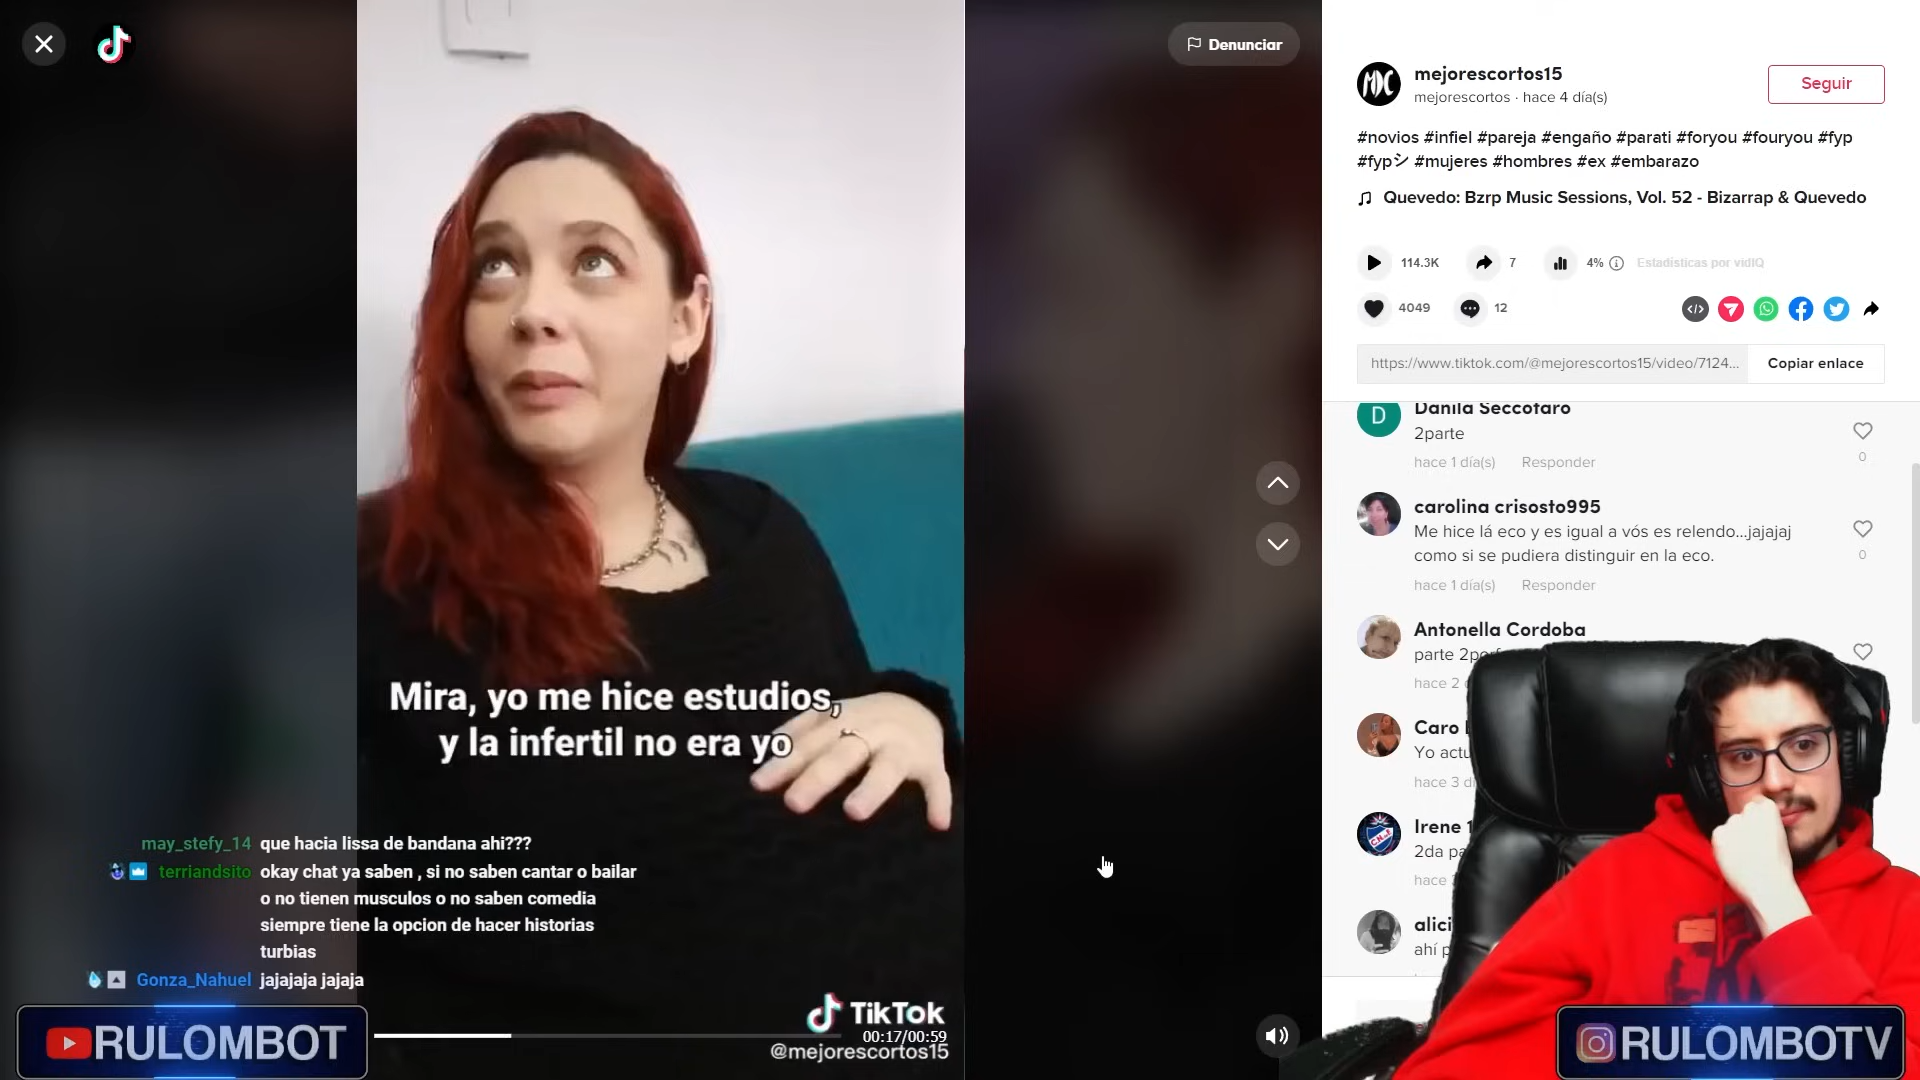 Denunciar
Mira, yo me hice estudios,
y la infertil no era yo
may_stefy_14 que hacia lissa de bandana ahi???
terriandsito okay chat ya saben , si no saben cantar o bailar
o no tienen musculos o no saben comedia
siempre tiene la opcion de hacer historias
turbias
Gonza_Nahuel jajajaja jajaja
RULOMBOT
TikTok
00:17/00:59
@mejorescortos15
mejorescortos15
mejorescortos · hace 4 día(s)
Seguir
#novios #infiel #pareja #engaño #parati #foryou #fouryou #fyp
#fypシ #mujeres #hombres #ex #embarazo
Quevedo: Bzrp Music Sessions, Vol. 52 - Bizarrap & Quevedo
114.3K 7 4% Estadísticas por vidIQ
4049 12
https://www.tiktok.com/@mejorescortos15/video/7124... Copiar enlace
D
Danila Seccofaro
2parte
hace 1 día(s) Responder
0
carolina crisosto995
Me hice lá eco y es igual a vós es relendo...jajajaj
como si se pudiera distinguir en la eco.
hace 1 día(s) Responder
0
Antonella Cordoba
parte
hace 2
Caro
Yo
hace 3
Irene
2da
hace
ahí
RULOMBOTV